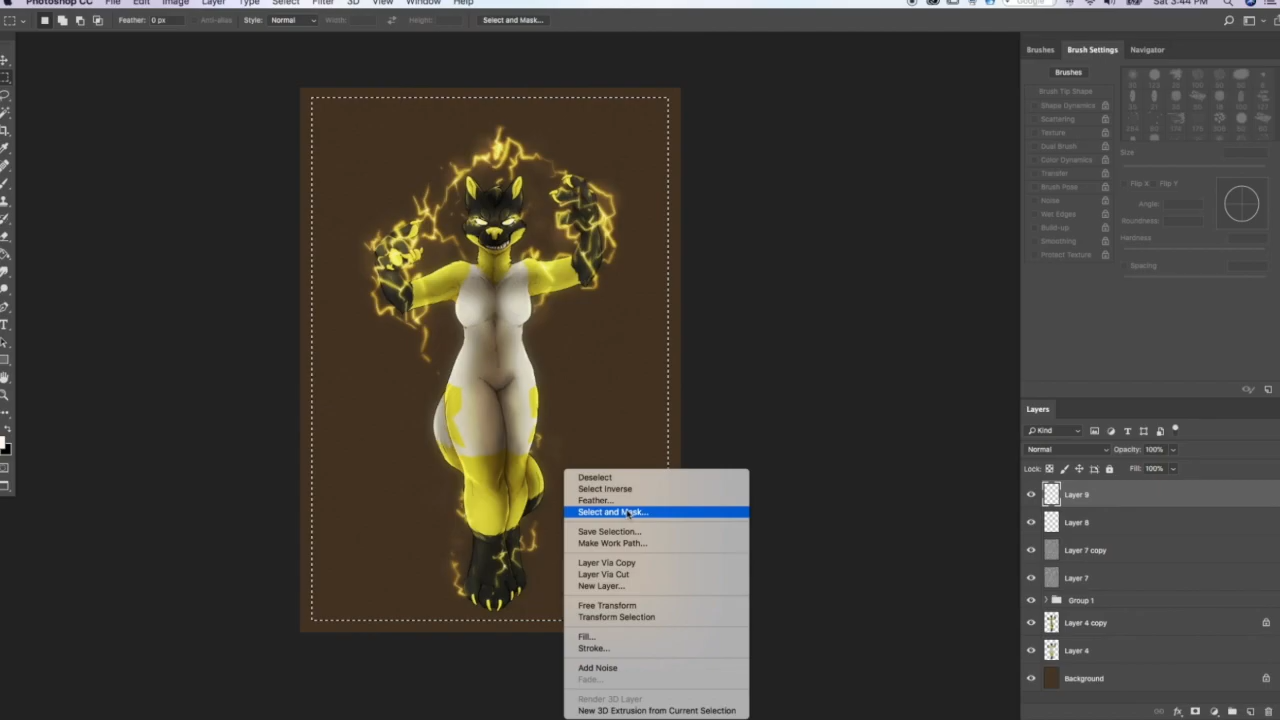 Photoshop CC File Edit Image Layer Type Select Filter 3D View Window Help Sat 3:44 PM
Feather: 0 px Anti-alias Style: Normal Width: Height: Select and Mask...
Brushes Brush Settings Navigator
Brushes
Brush Tip Shape
Shape Dynamics
Scattering
Texture
Dual Brush
Color Dynamics
Transfer
Brush Pose
Noise
Wet Edges
Build-up
Smoothing
Protect Texture
Size
Flip X Flip Y
Angle:
Roundness:
Hardness
Spacing
Deselect
Select Inverse
Feather...
Select and Mask...
Save Selection...
Make Work Path...
Layer Via Copy
Layer Via Cut
New Layer...
Free Transform
Transform Selection
Fill...
Stroke...
Add Noise
Fade...
Render 3D Layer
New 3D Extrusion from Current Selection
Layers
Kind
Normal Opacity: 100%
Lock: Fill: 100%
Layer 9
Layer 8
Layer 7 copy
Layer 7
Group 1
Layer 4 copy
Layer 4
Background